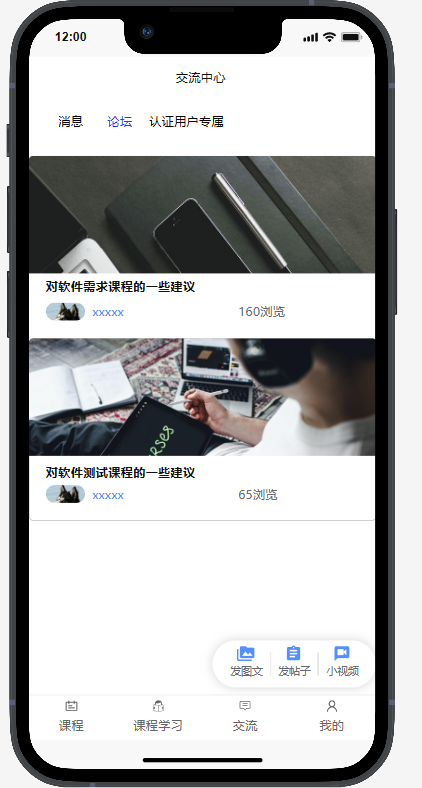 12:00
交流中心
消息 论坛 认证用户专属
对软件需求课程的一些建议
xxxxx 160浏览
对软件测试课程的一些建议
xxxxx 65浏览
发图文 发帖子 小视频
课程 课程学习 交流 我的